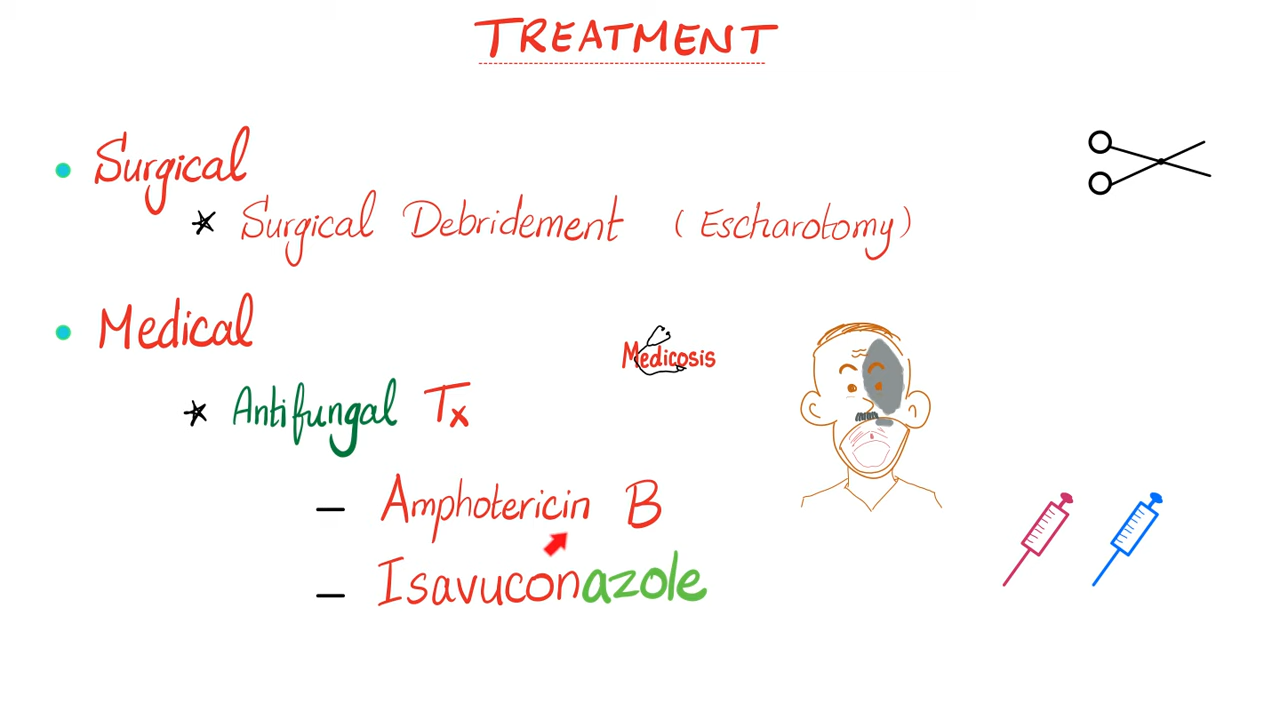 TREATMENT
Surgical
* Surgical Debridement (Escharotomy)
Medical
Medicosis
* Antifungal Tx
– Amphotericin B
– Isavuconazole